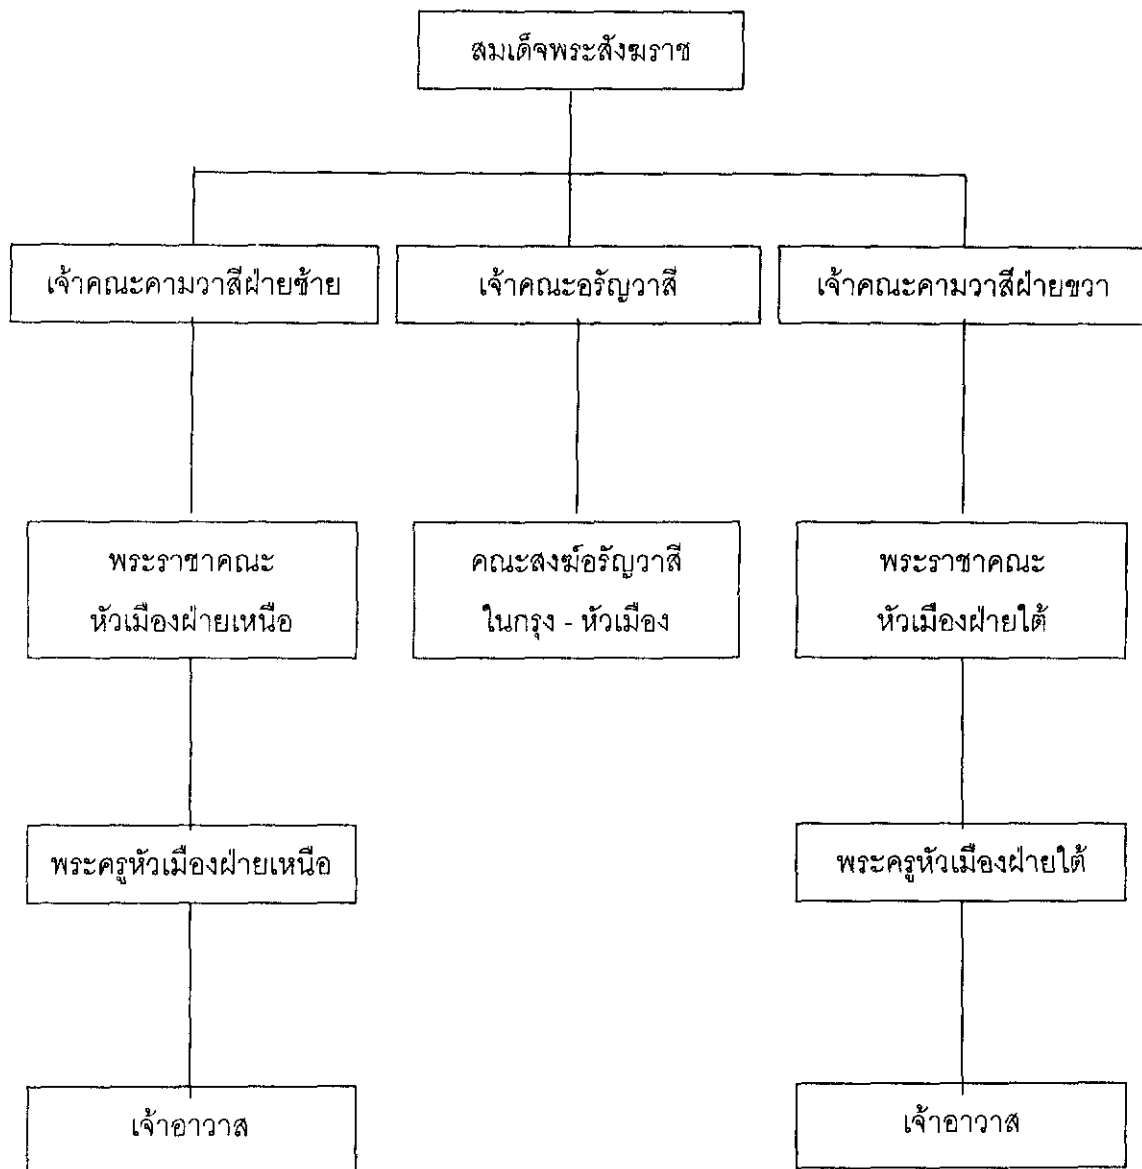 สมเด็จพระสังฆราช
เจ้าคณะคามวาสีฝ่ายซ้าย
เจ้าคณะอรัญวาสี
เจ้าคณะคามวาสีฝ่ายขวา
พระราชาคณะ
หัวเมืองฝ่ายเหนือ
คณะสงฆ์อรัญวาสี
ในกรุง - หัวเมือง
พระราชาคณะ
หัวเมืองฝ่ายใต้
พระครูหัวเมืองฝ่ายเหนือ
พระครูหัวเมืองฝ่ายใต้
เจ้าอาวาส
เจ้าอาวาส